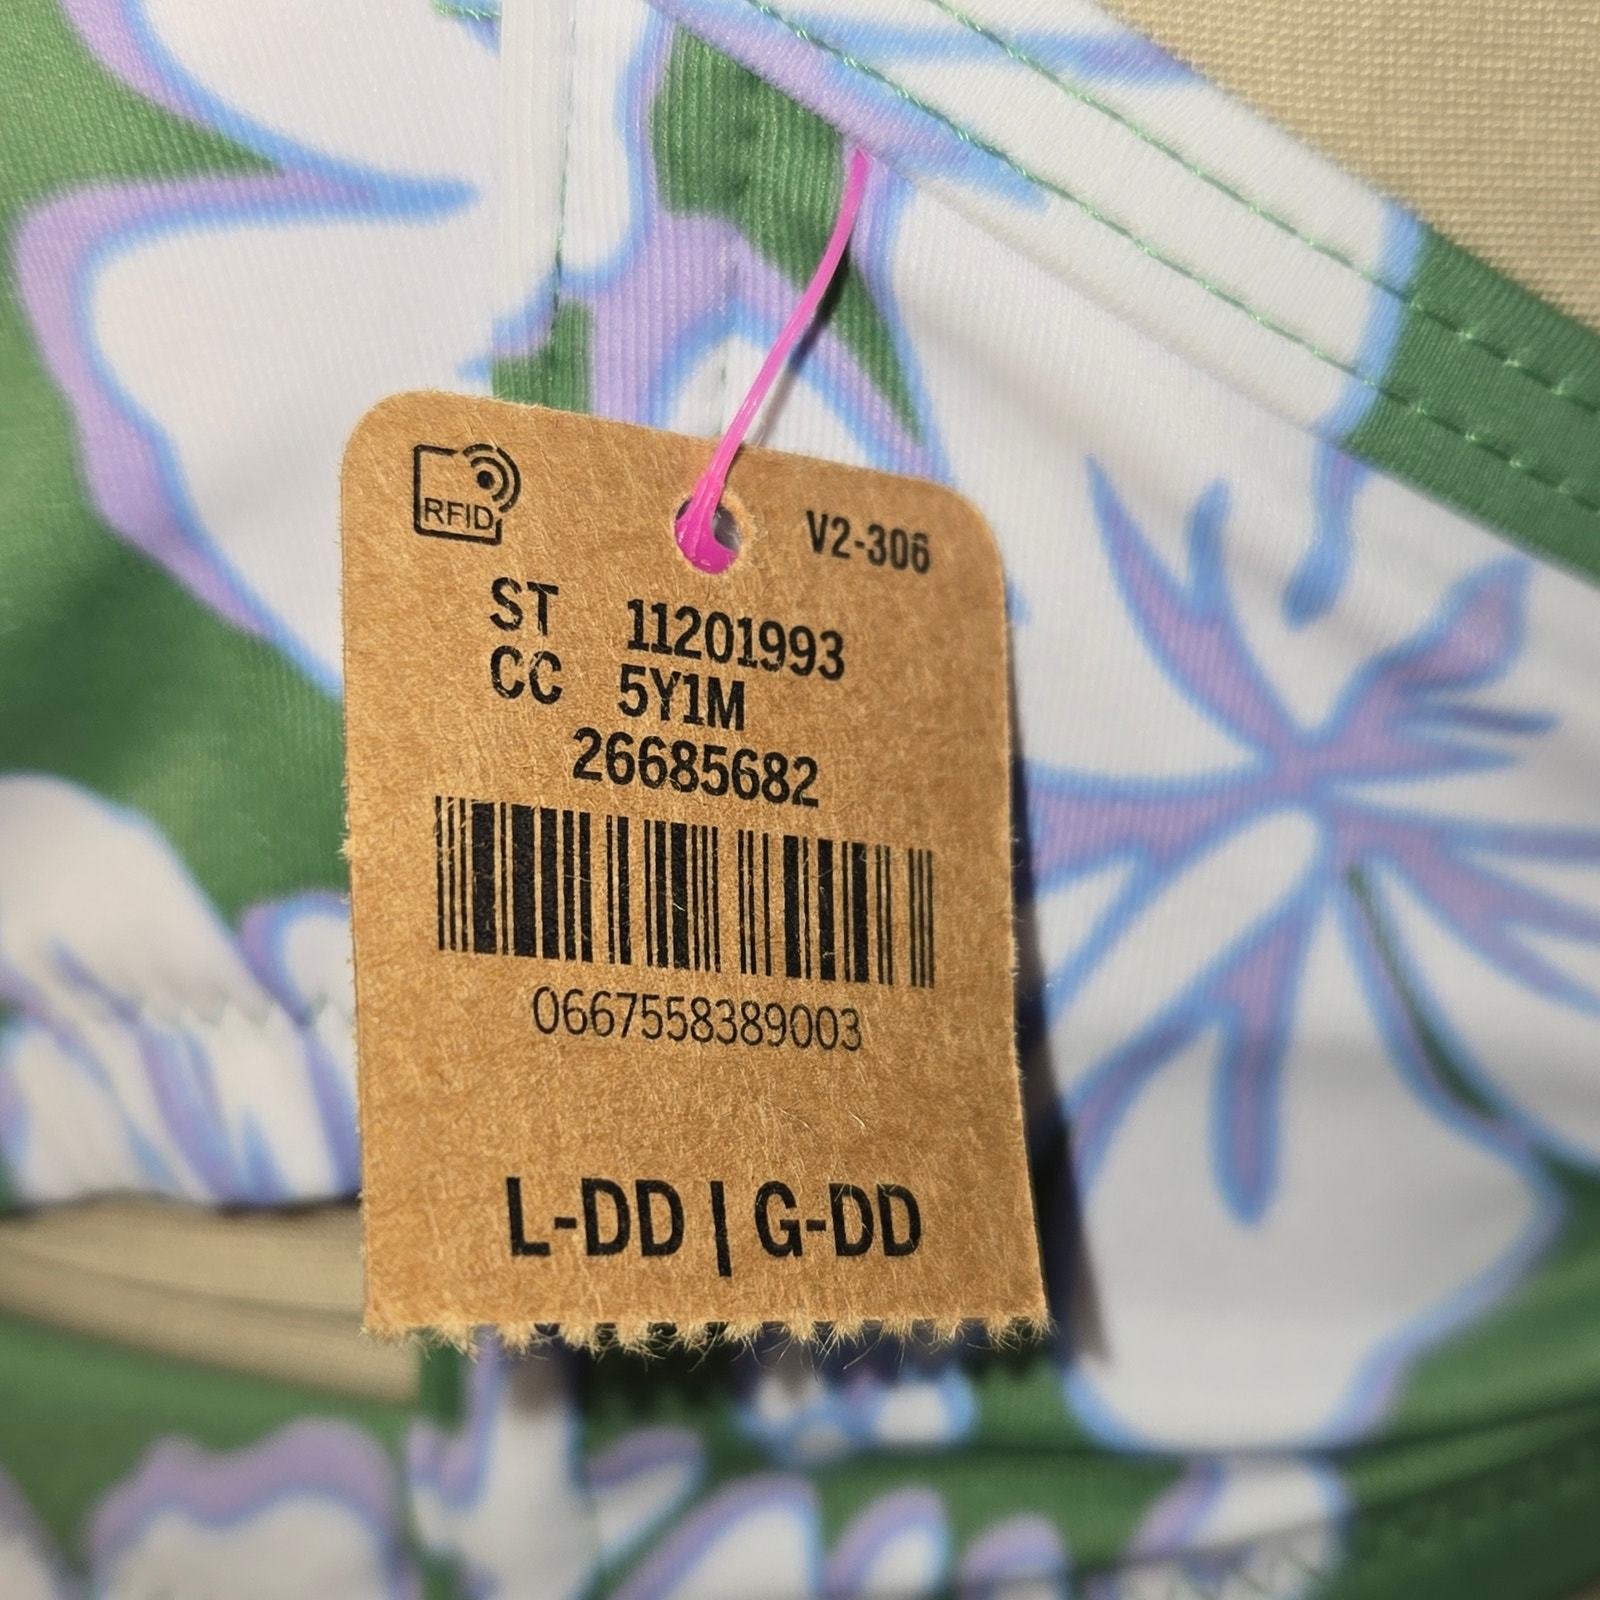 RFID
V2-306
ST 11201993
CC 5Y1M
26685682
0667558389003
L-DD | G-DD